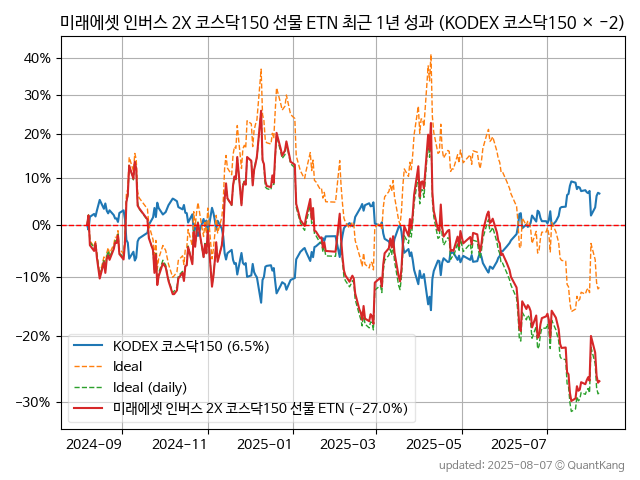 미래에셋 인버스 2X 코스닥150 선물 ETN 최근 1년 성과 (KODEX 코스닥150 × −2)
40%
30%
20%
10%
0%
−10%
−20%
−30%
KODEX 코스닥150 (6.5%)
Ideal
Ideal (daily)
미래에셋 인버스 2X 코스닥150 선물 ETN (−27.0%)
2024−09 2024−11 2025−01 2025−03 2025−05 2025−07
updated: 2025−08−07 © QuantKang